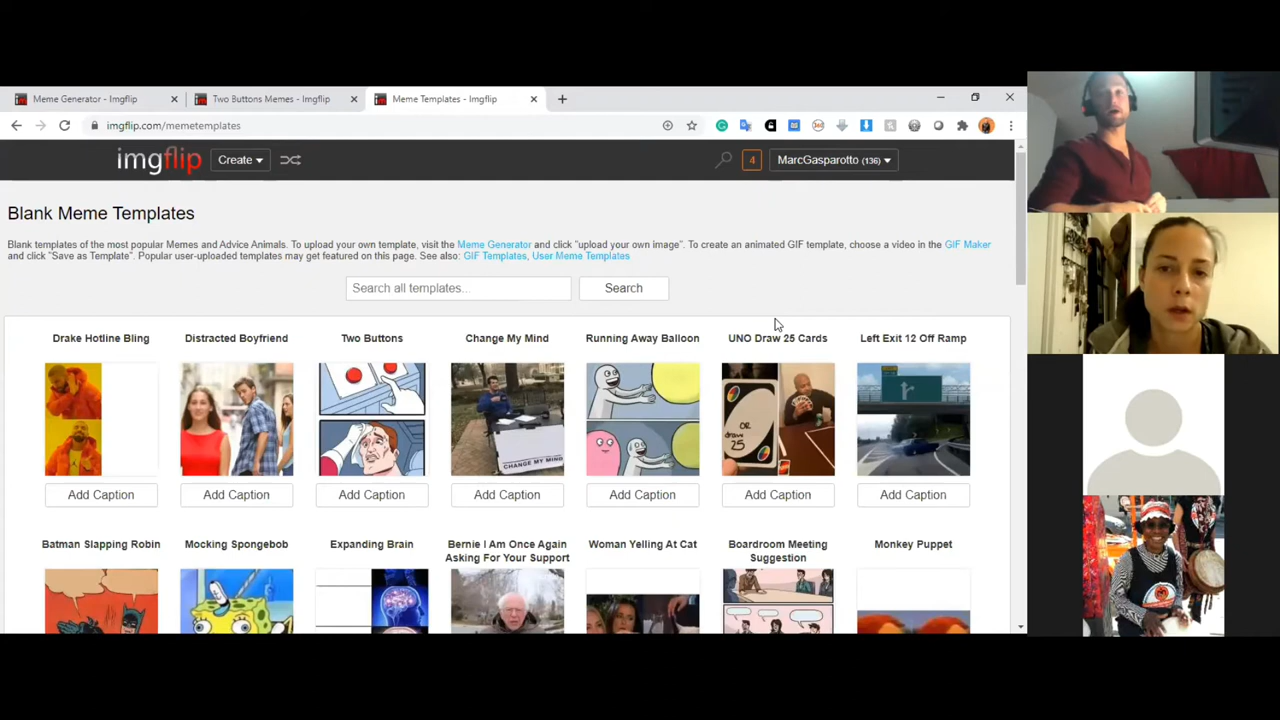 Meme Generator - Imgflip
Two Buttons Memes - Imgflip
Meme Templates - Imgflip
imgflip.com/memetemplates
imgflip
Create
4
MarcGasparotto (136)
Blank Meme Templates
Blank templates of the most popular Memes and Advice Animals. To upload your own template, visit the Meme Generator and click "upload your own image". To create an animated GIF template, choose a video in the GIF Maker
and click "Save as Template". Popular user-uploaded templates may get featured on this page. See also: GIF Templates, User Meme Templates
Search all templates...
Search
Drake Hotline Bling
Distracted Boyfriend
Two Buttons
Change My Mind
Running Away Balloon
UNO Draw 25 Cards
Left Exit 12 Off Ramp
CHANGE MY MIND
OR
draw
25
Add Caption
Add Caption
Add Caption
Add Caption
Add Caption
Add Caption
Add Caption
Batman Slapping Robin
Mocking Spongebob
Expanding Brain
Bernie I Am Once Again
Asking For Your Support
Woman Yelling At Cat
Boardroom Meeting
Suggestion
Monkey Puppet